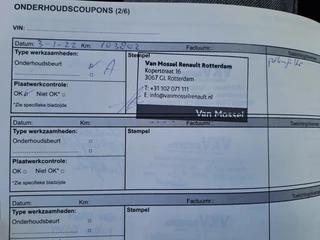 ONDERHOUDSCOUPONS (2/6)
VIN:
Datum: 3-1-22 Km: 103203 Factuurnr.:
Type werkzaamheden: Stempel
Onderhoudsbeurt A
Van Mossel Renault Rotterdam
Koperstraat 16
3067 GL Rotterdam
T: +31 102 071 111
E: info@vanmosselrenault.nl
Van Mossel
Plaatwerkcontrole:
OK Niet OK*
*Zie specifieke bladzijde
Datum: Km: Factuurnr.:
Type werkzaamheden: Stempel
Onderhoudsbeurt
Plaatwerkcontrole:
OK Niet OK*
*Zie specifieke bladzijde
Datum: Km: Factuurnr.:
Type werkzaamheden: Stempel
Onderhoudsbeurt